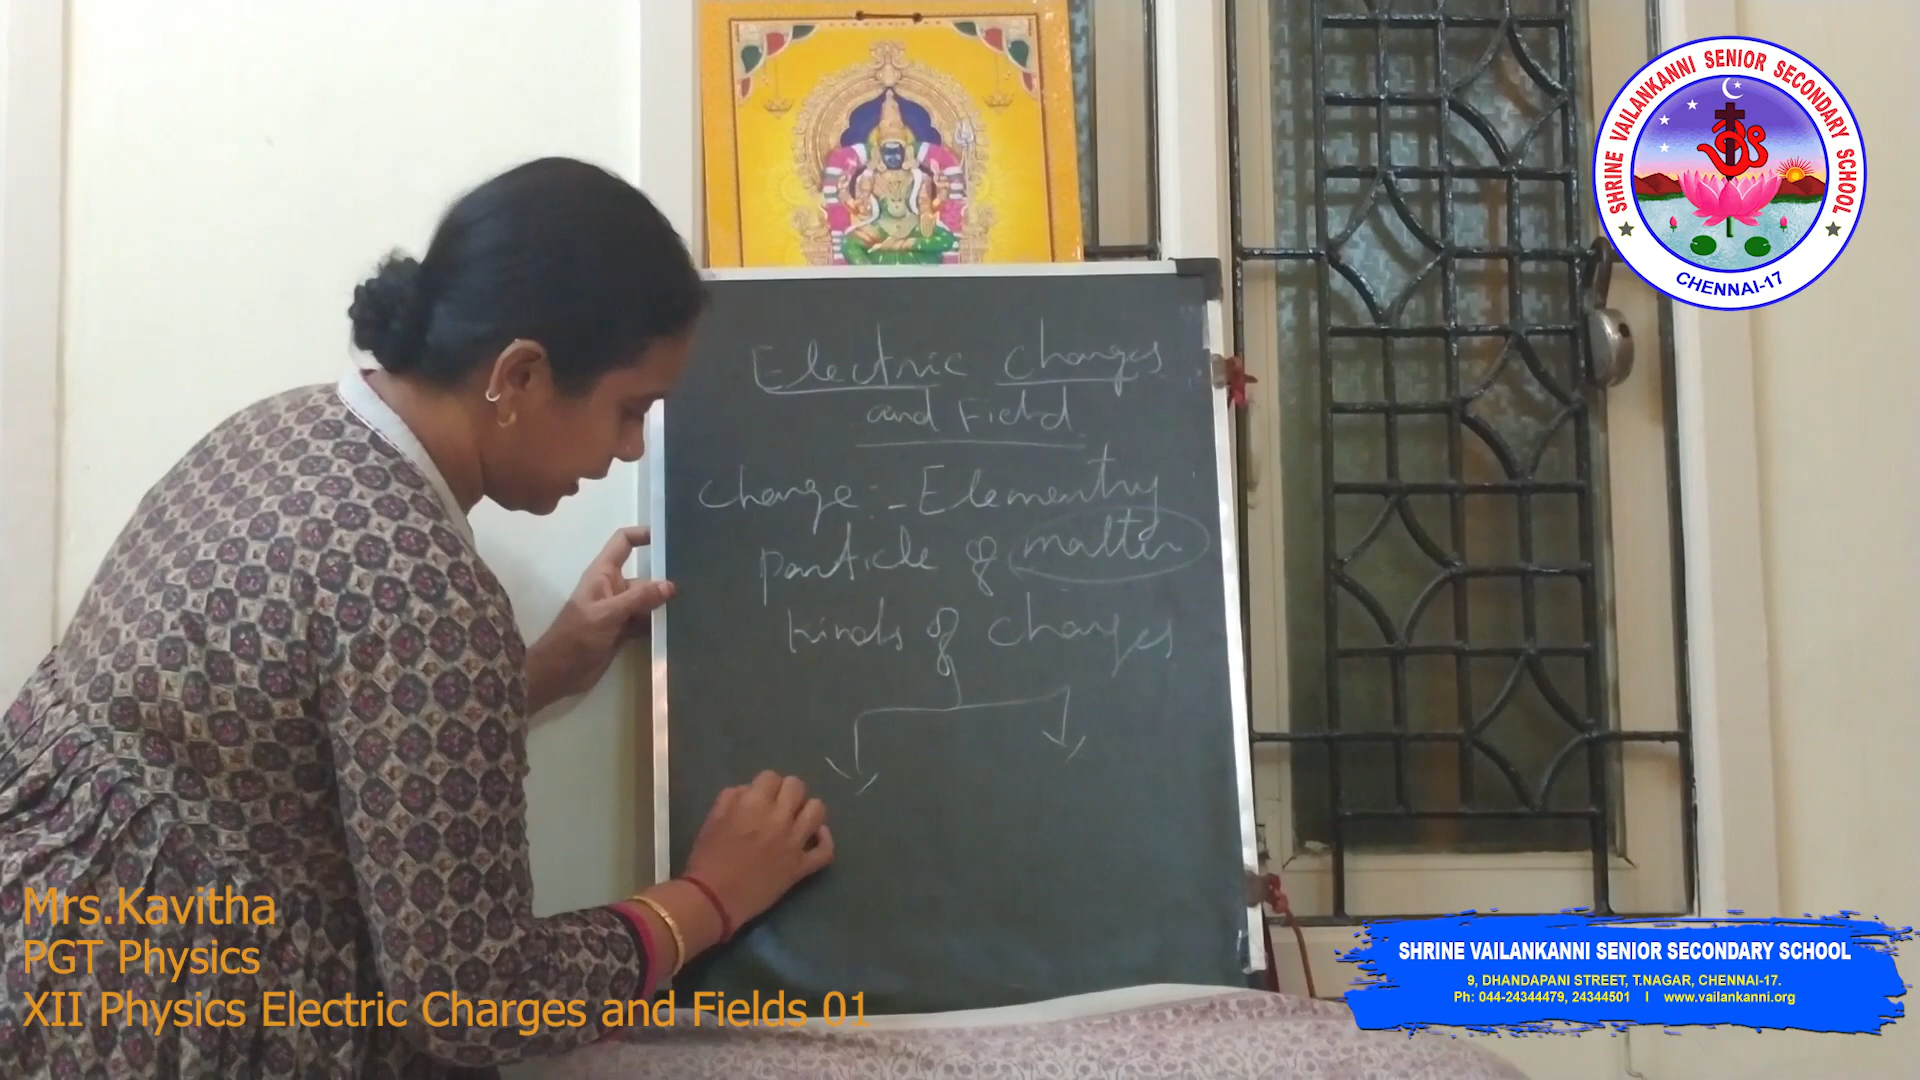 SHRINE VAILANKANNI SENIOR SECONDARY SCHOOL
CHENNAI-17
Electric charges
and Field
charge:- Elementry
particle of matter
kinds of charges
Mrs.Kavitha
PGT Physics
XII Physics Electric Charges and Fields 01
SHRINE VAILANKANNI SENIOR SECONDARY SCHOOL
9, DHANDAPANI STREET, T.NAGAR, CHENNAI-17.
Ph: 044-24344479, 24344501 I www.vailankanni.org